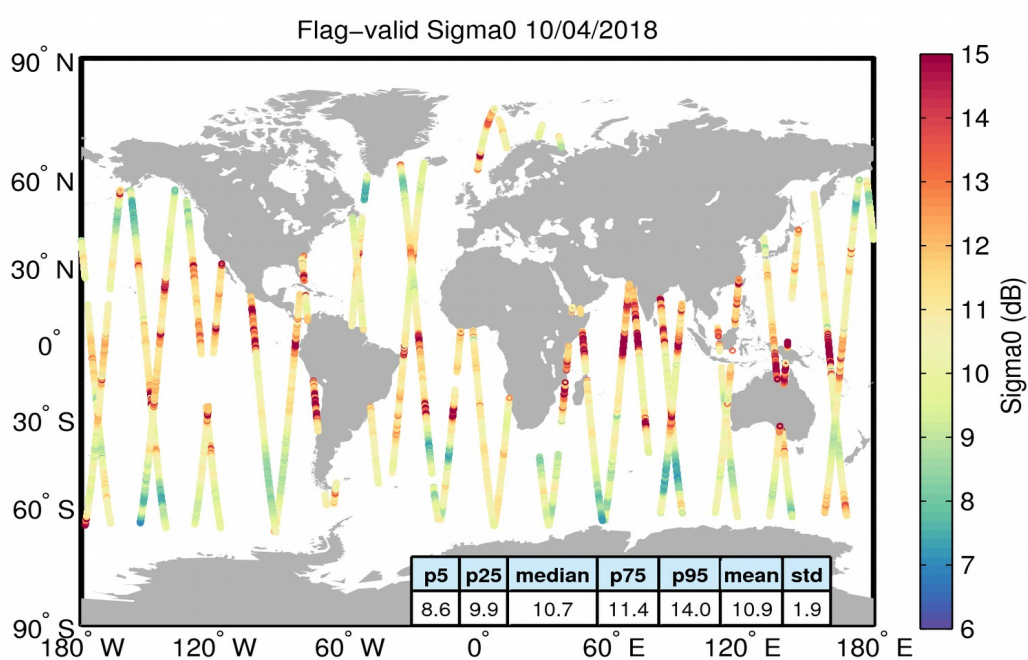 Flag−valid Sigma0 10/04/2018
90° N
60° N
30° N
0°
30° S
60° S
90° S
180° W 120° W 60° W 0° 60° E 120° E 180° E
p5 p25 median p75 p95 mean std
8.6 9.9 10.7 11.4 14.0 10.9 1.9
15
14
13
12
11
10
9
8
7
6
Sigma0 (dB)